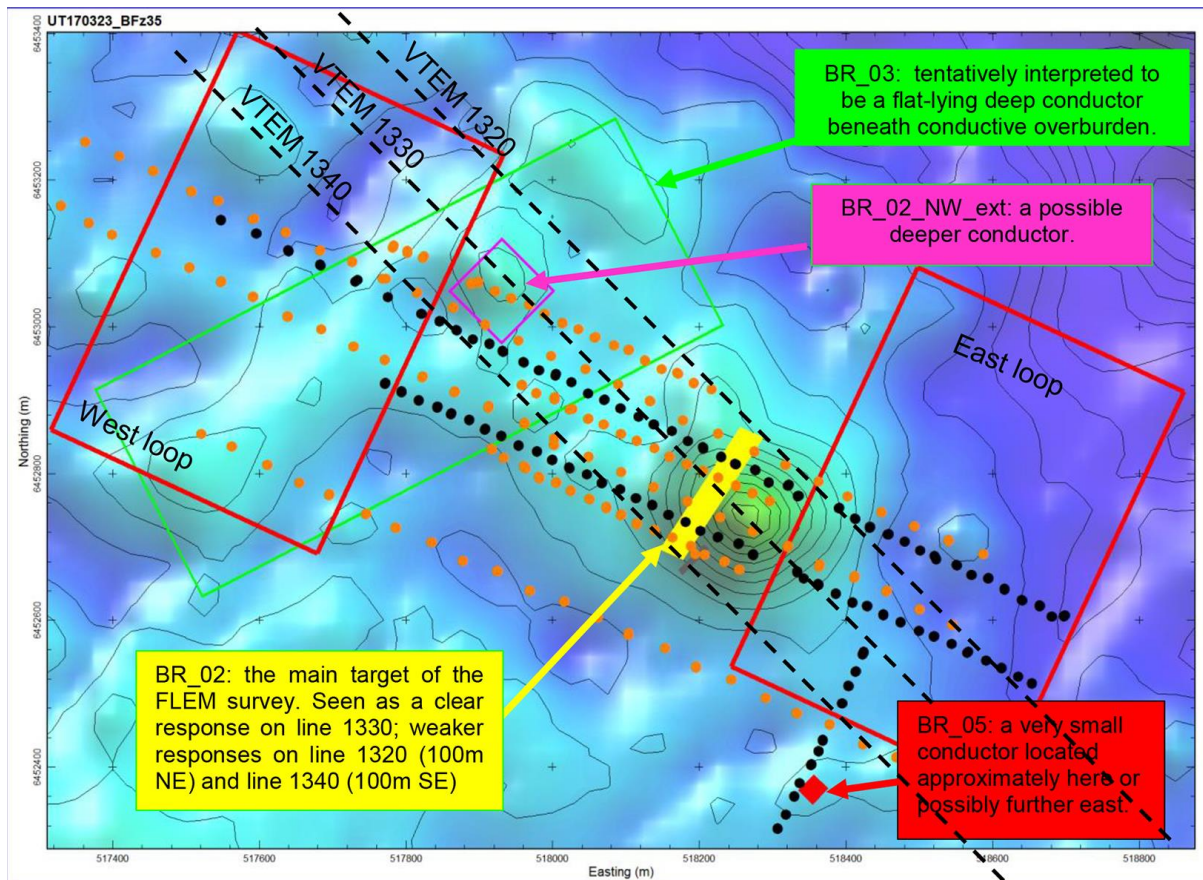 UT170323_BFz35
6453400
6453200
6453000
6452800
6452600
6452400
Northing (m)
VTEM 1320
VTEM 1330
VTEM 1340
BR_03: tentatively interpreted to
be a flat-lying deep conductor
beneath conductive overburden.
BR_02_NW_ext: a possible
deeper conductor.
East loop
West loop
BR_02: the main target of the
FLEM survey. Seen as a clear
response on line 1330; weaker
responses on line 1320 (100m
NE) and line 1340 (100m SE)
BR_05: a very small
conductor located
approximately here or
possibly further east.
517400 517600 517800 518000 518200 518400 518600 518800
Easting (m)